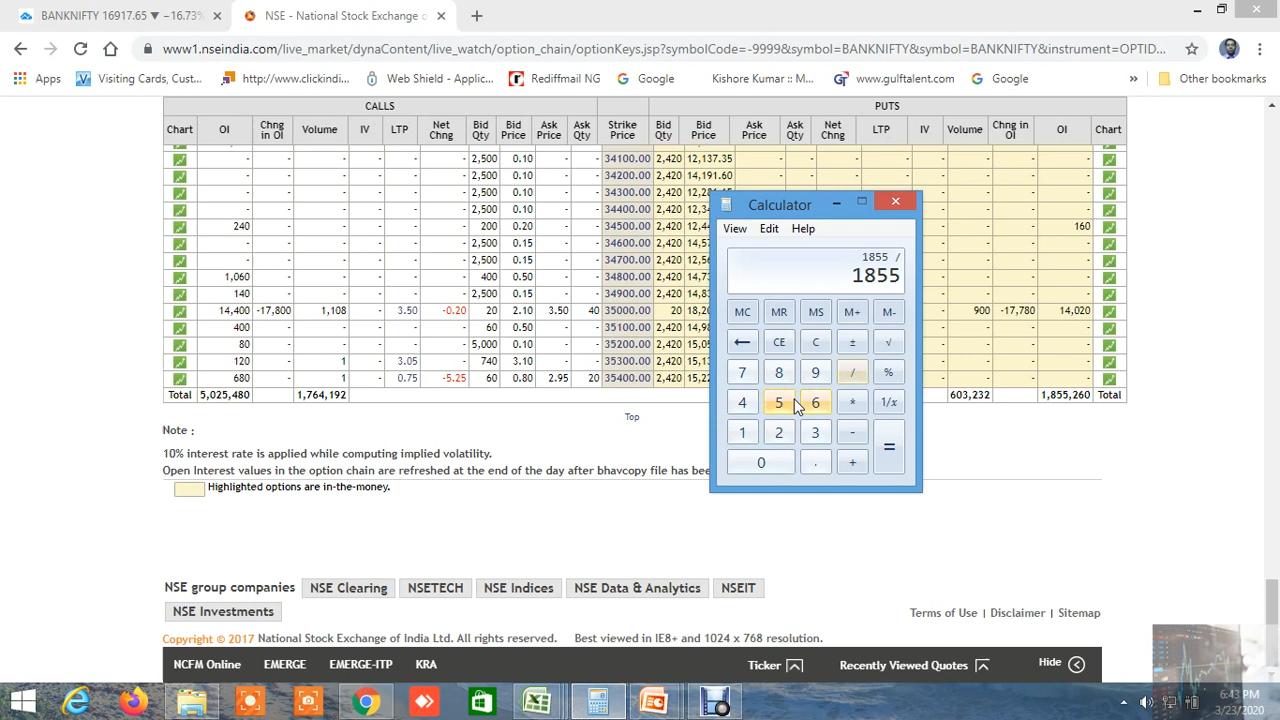 BANKNIFTY 16917.65 ▼ −16.73%
NSE - National Stock Exchange of
www1.nseindia.com/live_market/dynaContent/live_watch/option_chain/optionKeys.jsp?symbolCode=-9999&symbol=BANKNIFTY&symbol=BANKNIFTY&instrument=OPTID...
Apps Visiting Cards, Cust... http://www.clickindi... Web Shield - Applic... Rediffmail NG Google Kishore Kumar :: M... www.gulftalent.com Google » Other bookmarks
CALLS PUTS
Chart OI Chng in OI Volume IV LTP Net Chng Bid Qty Bid Price Ask Price Ask Qty Strike Price Bid Qty Bid Price Ask Price Ask Qty Net Chng LTP IV Volume Chng in OI OI Chart
- - - - - - 2,500 0.10 - - 34100.00 2,420 12,137.35 - - - - - - - -
- - - - - - 2,500 0.10 - - 34200.00 2,420 14,191.60 - - - - - - - -
- - - - - - 2,500 0.10 - - 34300.00 2,420 - - -
- - - - - - 2,500 0.10 - - 34400.00 2,420 - - -
240 - - - - - 200 0.20 - - 34500.00 2,420 - - 160
- - - - - - 2,500 0.15 - - 34600.00 2,420 - - -
- - - - - - 2,500 0.15 - - 34700.00 2,420 - - -
1,060 - - - - - 400 0.50 - - 34800.00 2,420 - - -
140 - - - - - 2,500 0.15 - - 34900.00 2,420 - - -
14,400 -17,800 1,108 - 3.50 -0.20 20 2.10 3.50 40 35000.00 20 900 -17,780 14,020
400 - - - - - 60 0.50 - - 35100.00 2,420 - - -
- - - - - - 5,000 0.10 - - 35200.00 2,420 - - -
120 - 1 - 3.05 - 740 3.10 - - 35300.00 2,420 - - -
680 - 1 - 0.75 -5.25 60 0.80 2.95 20 35400.00 2,420 - - -
Total 5,025,480 1,764,192 603,232 1,855,260 Total
Top
Note :
10% interest rate is applied while computing implied volatility.
Open Interest values in the option chain are refreshed at the end of the day after bhavcopy file has
Highlighted options are in-the-money.
Calculator
View Edit Help
1855 /
1855
MC MR MS M+ M-
← CE C ± √
7 8 9 / %
4 5 6 * 1/x
1 2 3 - =
0 . +
NSE group companies NSE Clearing NSETECH NSE Indices NSE Data & Analytics NSEIT
NSE Investments
Terms of Use | Disclaimer | Sitemap
Copyright © 2017 National Stock Exchange of India Ltd. All rights reserved. Best viewed in IE8+ and 1024 x 768 resolution.
NCFM Online EMERGE EMERGE-ITP KRA Ticker Recently Viewed Quotes Hide
6:43 PM
3/23/2020